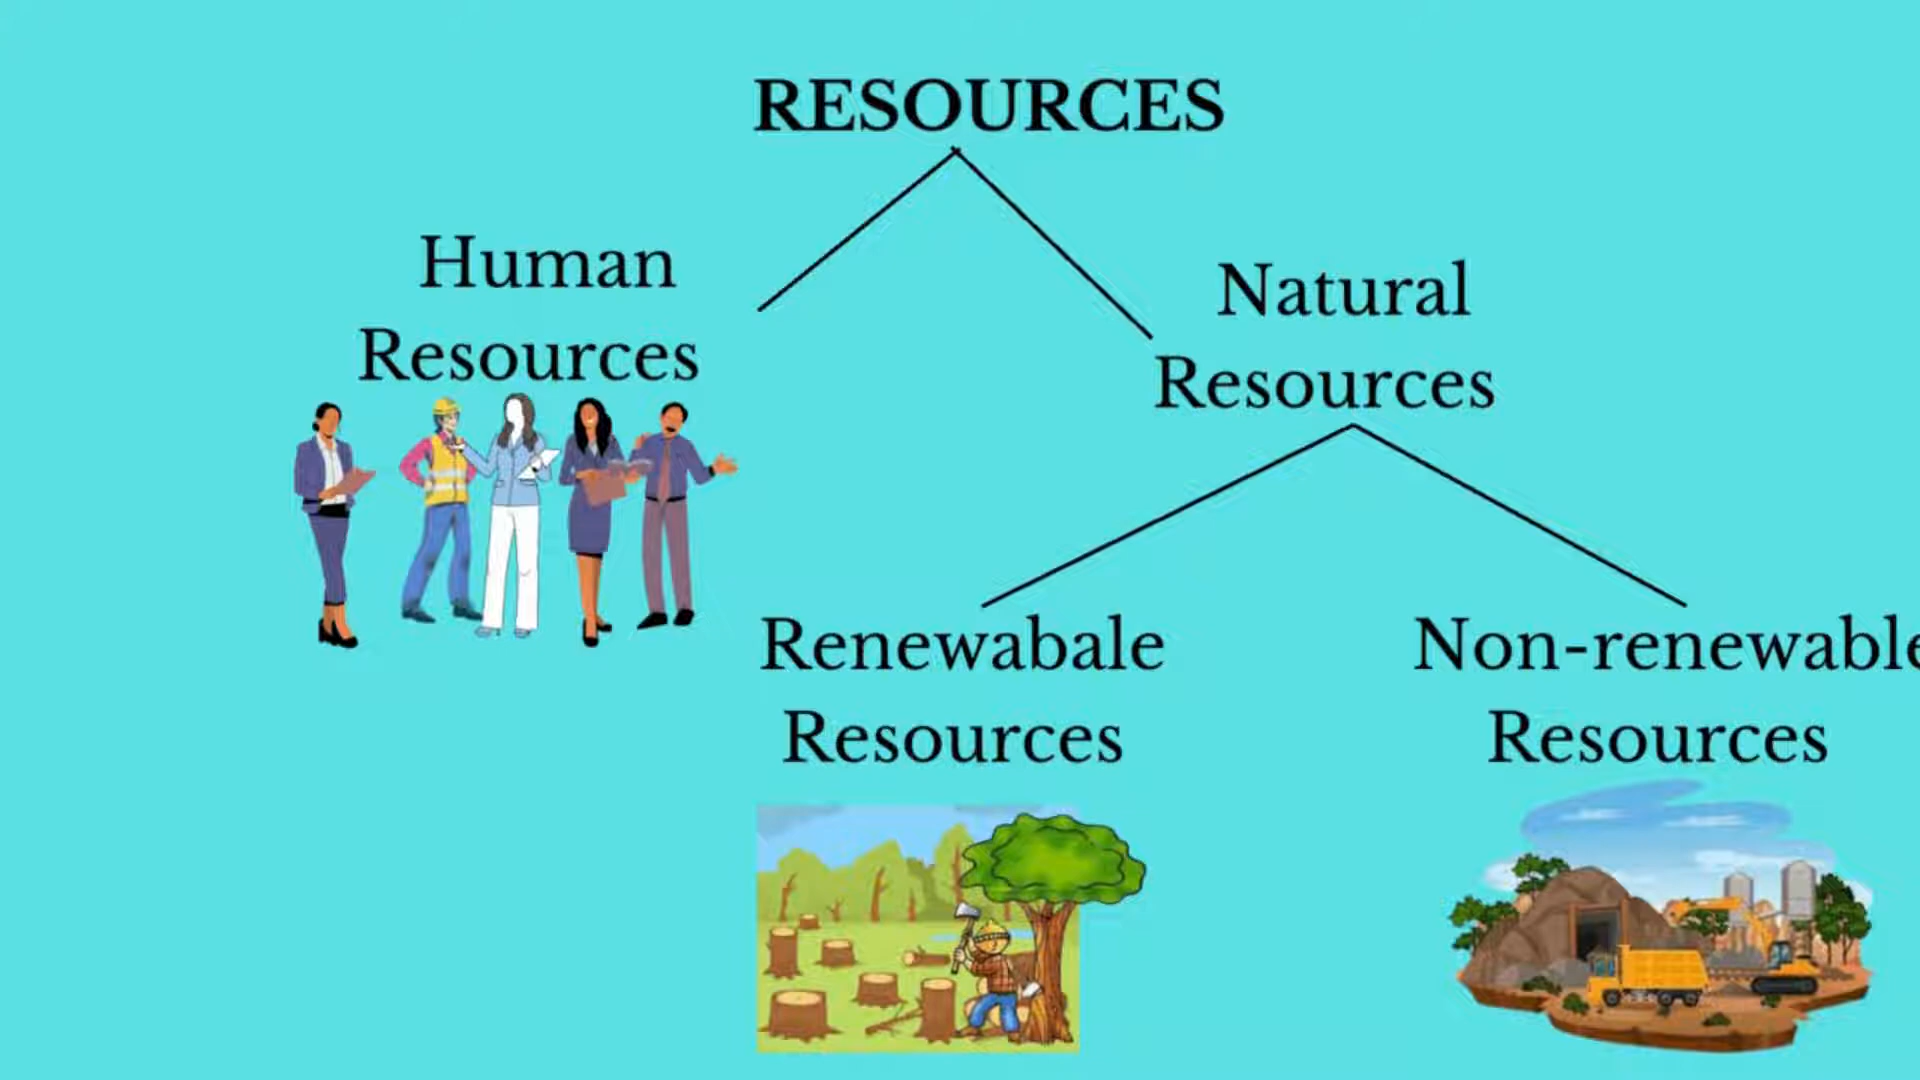 RESOURCES
Human
Resources
Natural
Resources
Renewabale
Resources
Non-renewable
Resources